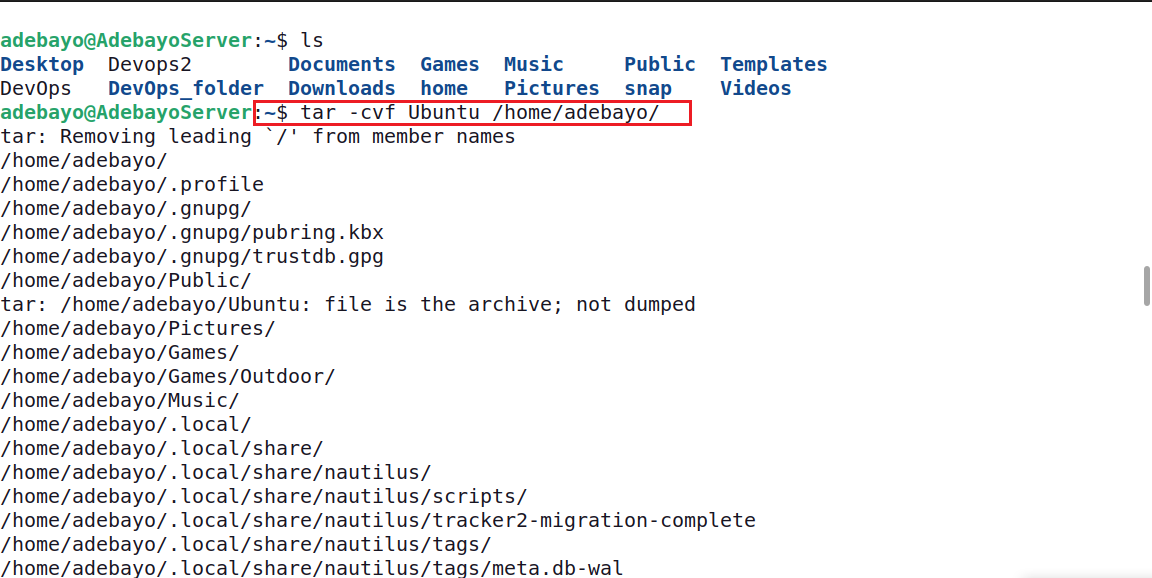 adebayo@AdebayoServer:~$ ls
Desktop  Devops2        Documents  Games  Music     Public  Templates
DevOps   DevOps_folder  Downloads  home   Pictures  snap    Videos
adebayo@AdebayoServer:~$ tar -cvf Ubuntu /home/adebayo/
tar: Removing leading `/' from member names
/home/adebayo/
/home/adebayo/.profile
/home/adebayo/.gnupg/
/home/adebayo/.gnupg/pubring.kbx
/home/adebayo/.gnupg/trustdb.gpg
/home/adebayo/Public/
tar: /home/adebayo/Ubuntu: file is the archive; not dumped
/home/adebayo/Pictures/
/home/adebayo/Games/
/home/adebayo/Games/Outdoor/
/home/adebayo/Music/
/home/adebayo/.local/
/home/adebayo/.local/share/
/home/adebayo/.local/share/nautilus/
/home/adebayo/.local/share/nautilus/scripts/
/home/adebayo/.local/share/nautilus/tracker2-migration-complete
/home/adebayo/.local/share/nautilus/tags/
/home/adebayo/.local/share/nautilus/tags/meta.db-wal